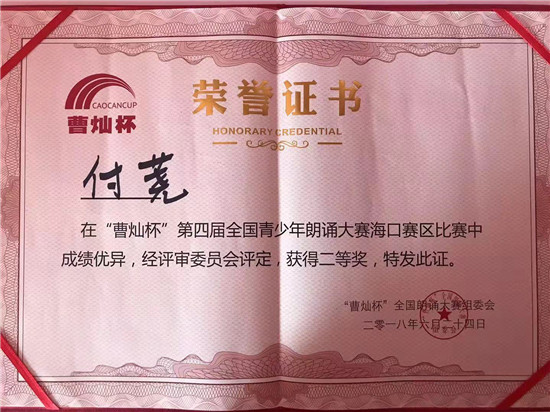 CAOCANCUP
曹灿杯
荣誉证书
HONORARY CREDENTIAL
付荛
在“曹灿杯”第四届全国青少年朗诵大赛海口赛区比赛中
成绩优异，经评审委员会评定，获得二等奖，特发此证。
“曹灿杯”全国朗诵大赛组委会
二零一八年六月二十四日